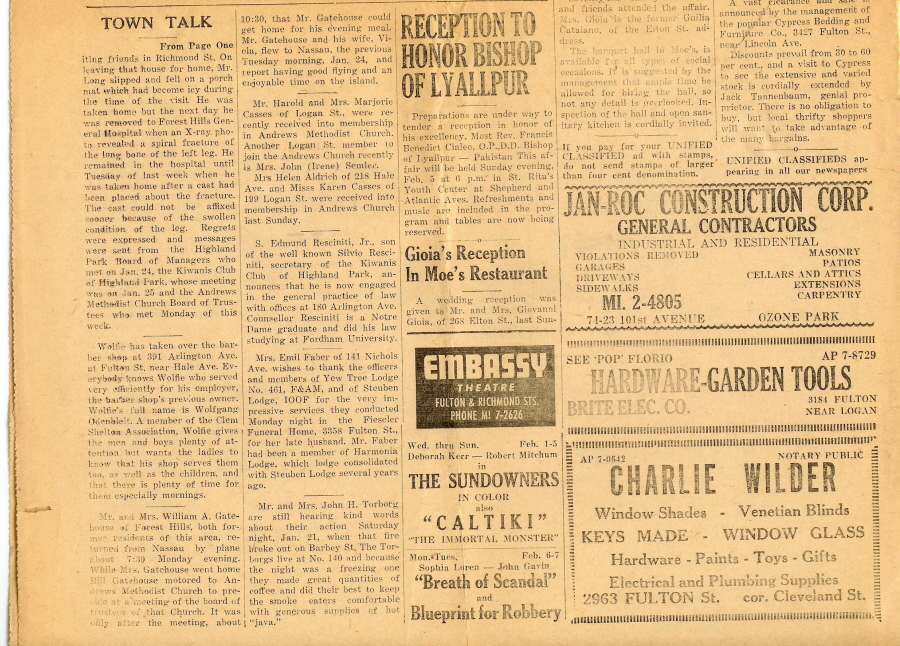 TOWN TALK
From Page One
iting friends in Richmond St. On
leaving that house for home, Mr.
Long slipped and fell on a porch
mat which had become icy during
the time of the visit He was
taken home but the next day he
was removed to Forest Hills Gen-
eral Hospital when an X-ray pho-
to revealed a spiral fracture of
the long bone of the left leg. He
remained in the hospital until
Tuesday of last week when he
was taken home after a cast had
been placed about the fracture.
The cast could not be affixed
sooner because of the swollen
condition of the leg. Regrets
were expressed and messages
were sent from the Highland
Park Board of Managers who
met on Jan. 24, the Kiwanis Club
of Highland Park, whose meeting
was on Jan. 25 and the Andrews
Methodist Church Board of Trus-
tees who met Monday of this
week.
Wolfie has taken over the bar-
ber shop at 391 Arlington Ave.
at Fulton St. near Hale Ave. Ev-
erybody knows Wolfie who served
very efficiently for his employer,
the barber shop's previous owner.
Wolfie's full name is Wolfgang
A member of the Clem
Shelton Association, Wolfie gives
the men and boys plenty of at-
tention but wants the ladies to
know that his shop serves them
too, as well as the children, and
that there is plenty of time for
them especially mornings.
Mr. and Mrs. William A. Gate-
house of Forest Hills, both for-
mer residents of this area, re-
turned from Nassau by plane
about 7:30 Monday evening.
While Mrs. Gatehouse went home
Bill Gatehouse motored to An-
drews Methodist Church to pre-
side at a meeting of the board of
trustees of that Church. It was
only after the meeting, about
10:30, that Mr. Gatehouse could
get home for his evening meal.
Mr. Gatehouse and his wife, Vi-
ola, flew to Nassau, the previous
Tuesday morning, Jan. 24, and
report having good flying and an
enjoyable time on the island.
Mr. Harold and Mrs. Marjorie
Casses of Logan St., were re-
cently received into membership
in Andrews Methodist Church.
Another Logan St. member to
join the Andrews Church recently
is Mrs. John (Irene) Semler.
Mrs Helen Aldrich of 218 Hale
Ave. and Misses Karen Casses of
199 Logan St. were received into
membership in Andrews Church
last Sunday.
S. Edmund Resciniti, Jr., son
of the well known Silvio Resci-
niti, secretary of the Kiwanis
Club of Highland Park, an-
nounces that he is now engaged
in the general practice of law
with offices at 180 Arlington Ave.
Counsellor Resciniti is a Notre
Dame graduate and did his law
studying at Fordham University.
Mrs. Emil Faber of 141 Nichols
Ave. wishes to thank the officers
and members of Yew Tree Lodge
No. 461, F&AM, and of Steuben
Lodge, IOOF for the very im-
pressive services they conducted
Monday night in the Fieseler
Funeral Home, 3358 Fulton St.,
for her late husband. Mr. Faber
had been a member of Harmenia
Lodge, which lodge consolidated
with Steuben Lodge several years
ago.
Mr. and Mrs. John H. Torborg
are still hearing kind words
about their action Saturday
night, Jan. 21, when that fire
broke out on Barbey St. The Tor-
borgs live at No. 140 and because
the night was a freezing one
they made great quantities of
coffee and did their best to keep
the smoke eaters comfortable
with generous supplies of hot
"java."
RECEPTION TO
HONOR BISHOP
OF LYALLPUR
Preparations are under way to
tender a reception in honor of
his excellency, Most Rev. Francis
Benedict Cialeo, O.P.,D.D. Bishop
of Lyallpur — Pakistan This af-
fair will be held Sunday evening,
Feb. 5 at 6 p.m. in St. Rita's
Youth Center at Shepherd and
Atlantic Aves. Refreshments and
music are included in the pro-
gram and tables are now being
reserved.
Gioia's Reception
In Moe's Restaurant
A wedding reception was
given to Mr. and Mrs. Giovanni
Gioia, of 268 Elton St., last Sun-
EMBASSY
THEATRE
FULTON & RICHMOND STS.
PHONE MI 7-2626
Wed. thru Sun. Feb. 1-5
Deborah Kerr — Robert Mitchum
in
THE SUNDOWNERS
IN COLOR
also
"CALTIKI"
"THE IMMORTAL MONSTER"
Mon.-Tues. Feb. 6-7
Sophia Loren — John Gavin
"Breath of Scandal"
and
Blueprint for Robbery
and friends attended the affair.
Mrs. Gioia is the former Guilia
Catalano, of the Elton St. ad-
dress.
The banquet hall in Moe's, is
available for all types of social
occasions. It is suggested by the
management that ample time be
allowed for hiring the hall, so
not any detail is overlooked. In-
spection of the hall and open san-
itary kitchen is cordially invited.
If you pay for your UNIFIED
CLASSIFIED ad with stamps,
do not send stamps of larger
than four cent denomination.
A vast clearance and sale is
announced by the management of
the popular Cypress Bedding and
Furniture Co., 3427 Fulton St.,
near Lincoln Ave.
Discounts prevail from 30 to 60
per cent., and a visit to Cypress
to see the extensive and varied
stock is cordially extended by
Jack Tannenbaum, genial pro-
prietor. There is no obligation to
buy, but local thrifty shoppers
will want to take advantage of
the many bargains.
UNIFIED CLASSIFIEDS ap-
pearing in all our newspapers
JAN-ROC CONSTRUCTION CORP.
GENERAL CONTRACTORS
INDUSTRIAL AND RESIDENTIAL
VIOLATIONS REMOVED MASONRY
GARAGES PATIOS
DRIVEWAYS CELLARS AND ATTICS
SIDEWALKS EXTENSIONS
MI. 2-4805 CARPENTRY
74-23 101st AVENUE OZONE PARK
SEE 'POP' FLORIO AP 7-8729
HARDWARE-GARDEN TOOLS
BRITE ELEC. CO. 3184 FULTON
NEAR LOGAN
AP 7-0642 NOTARY PUBLIC
CHARLIE WILDER
Window Shades - Venetian Blinds
KEYS MADE - WINDOW GLASS
Hardware - Paints - Toys - Gifts
Electrical and Plumbing Supplies
2963 FULTON St. cor. Cleveland St.